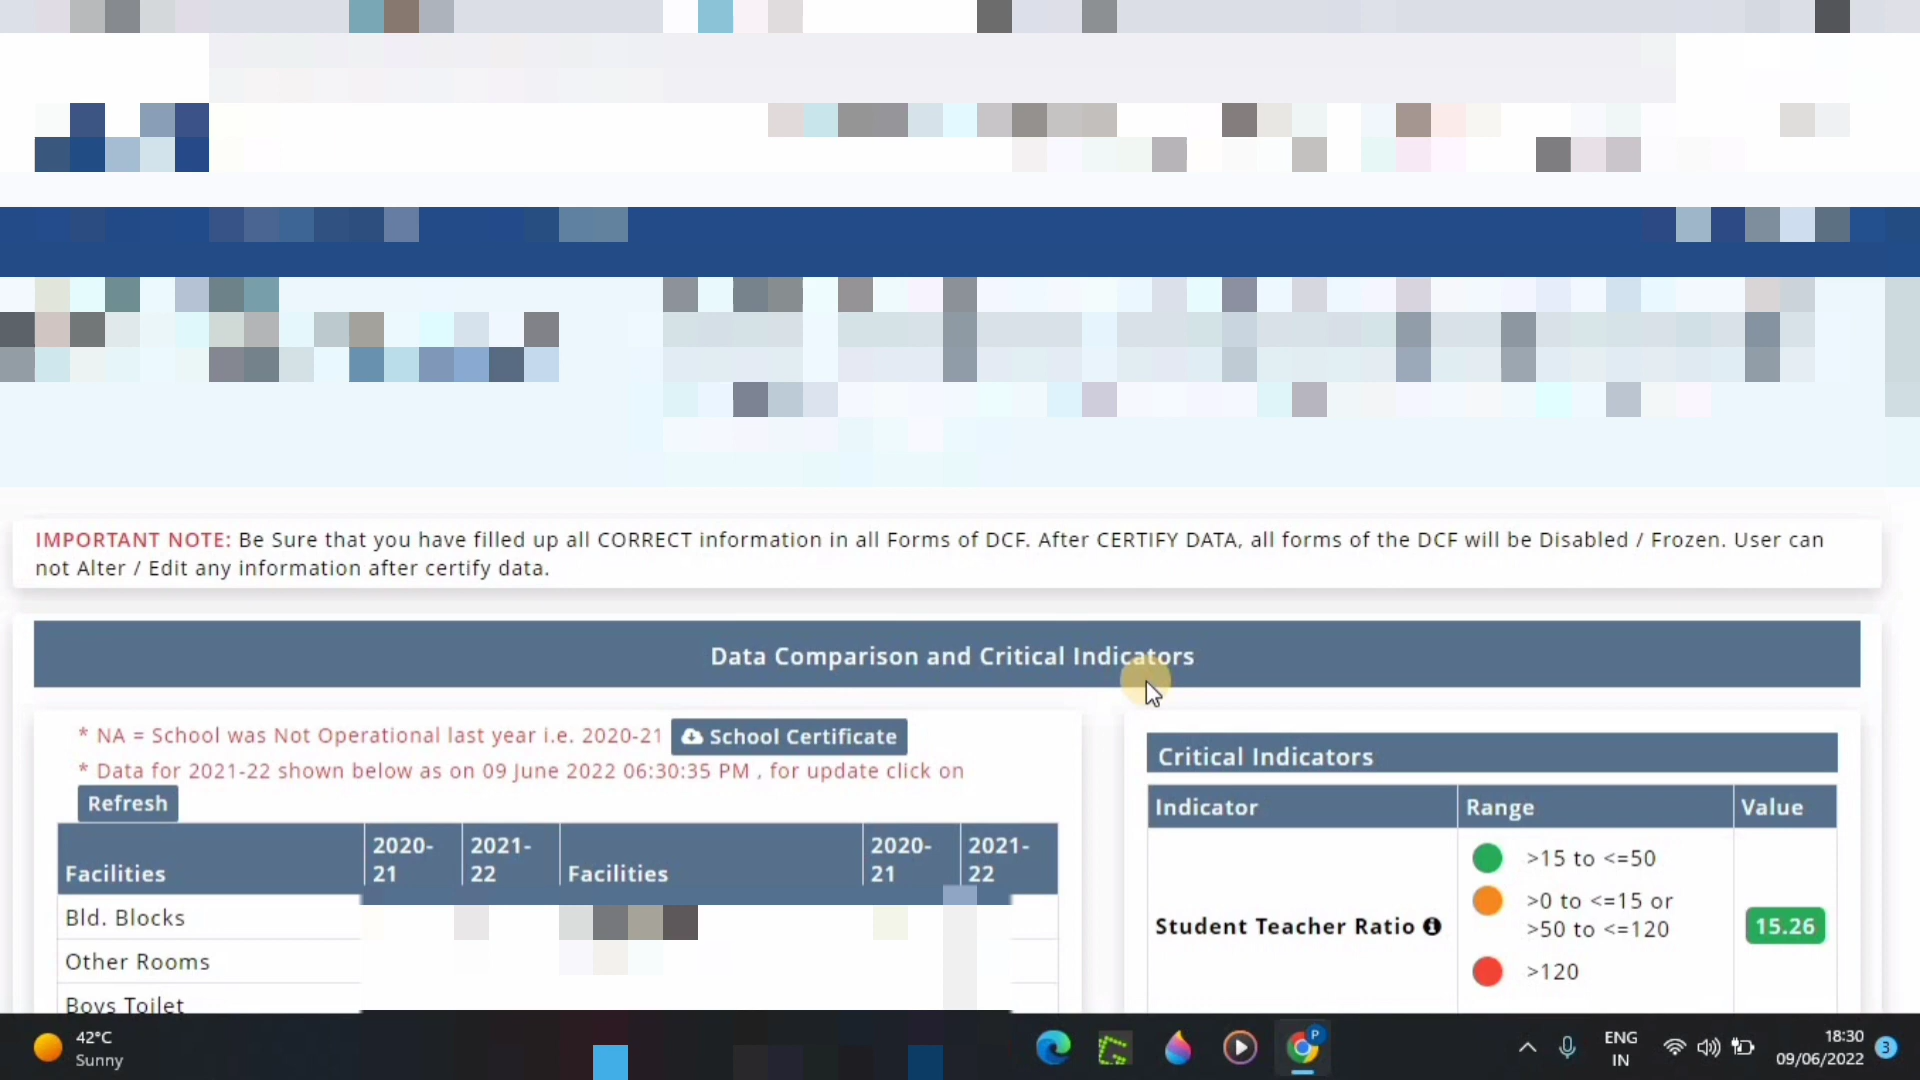 IMPORTANT NOTE: Be Sure that you have filled up all CORRECT information in all Forms of DCF. After CERTIFY DATA, all forms of the DCF will be Disabled / Frozen. User can
not Alter / Edit any information after certify data.
Data Comparison and Critical Indicators
* NA = School was Not Operational last year i.e. 2020-21 School Certificate
* Data for 2021-22 shown below as on 09 June 2022 06:30:35 PM , for update click on
Refresh
Facilities 2020-21 2021-22 Facilities 2020-21 2021-22
Bld. Blocks
Other Rooms
Boys Toilet
Critical Indicators
Indicator Range Value
>15 to <=50
>0 to <=15 or
>50 to <=120
Student Teacher Ratio 15.26
>120
42°C
Sunny
P
ENG
IN
18:30
09/06/2022
3